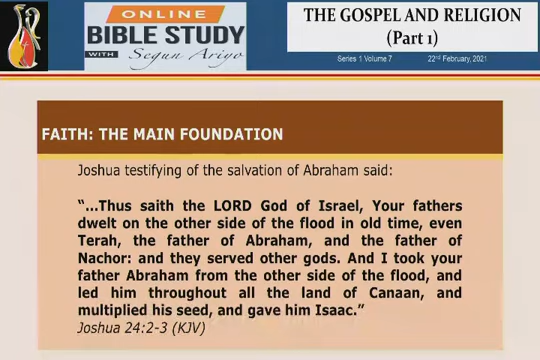 ONLINE
BIBLE STUDY
WITH Segun Ariyo
THE GOSPEL AND RELIGION
(Part 1)
Series 1 Volume 7 22nd February, 2021
FAITH: THE MAIN FOUNDATION
Joshua testifying of the salvation of Abraham said:
“...Thus saith the LORD God of Israel, Your fathers
dwelt on the other side of the flood in old time, even
Terah, the father of Abraham, and the father of
Nachor: and they served other gods. And I took your
father Abraham from the other side of the flood, and
led him throughout all the land of Canaan, and
multiplied his seed, and gave him Isaac.”
Joshua 24:2-3 (KJV)